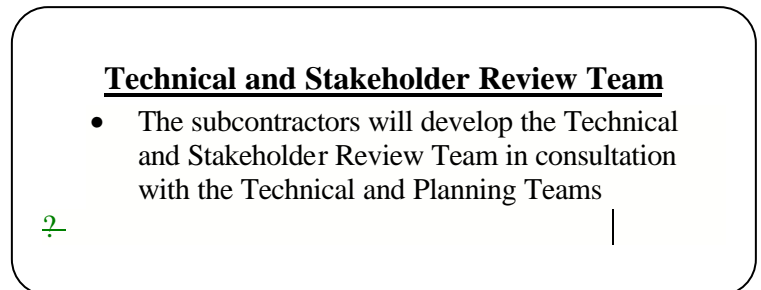 Technical and Stakeholder Review Team
• The subcontractors will develop the Technical
and Stakeholder Review Team in consultation
with the Technical and Planning Teams
?